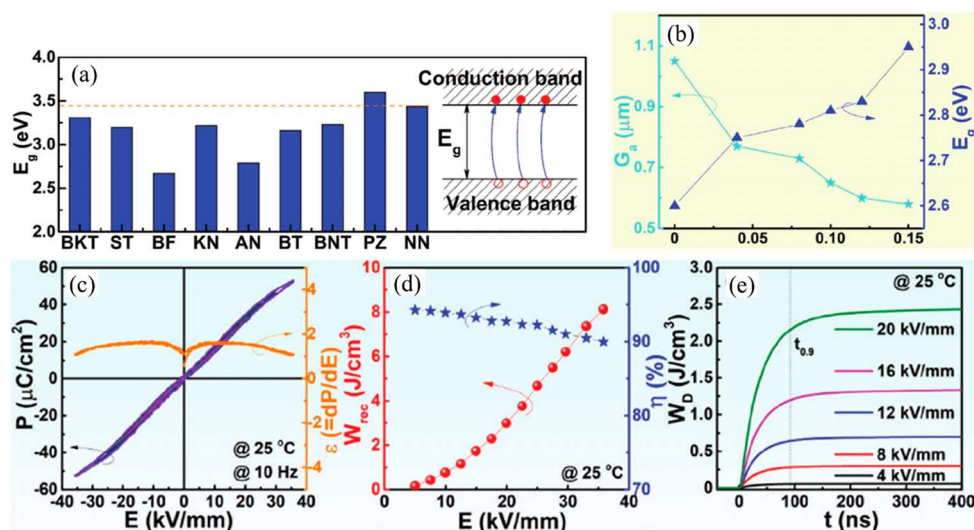 (a)
4.0
3.5
3.0
2.5
2.0
E_g (eV)
BKT ST BF KN AN BT BNT PZ NN
Conduction band
E_g
Valence band
(b)
1.1
0.9
0.7
0.5
G_a (μm)
3.0
2.9
2.8
2.7
2.6
E_g (eV)
0 0.05 0.10 0.15
(c)
60
40
20
0
-20
-40
-60
P (μC/cm²)
4
2
0
2
4
ε (=dP/dE)
@ 25 °C
@ 10 Hz
-40 -30 -20 -10 0 10 20 30 40
E (kV/mm)
(d)
10
8
6
4
2
0
W_roc (J/cm³)
100
90
80
70
η (%)
@ 25 °C
0 10 20 30 40
E (kV/mm)
(e)
3.0
2.5
2.0
1.5
1.0
0.5
0.0
W_D (J/cm³)
@ 25 °C
20 kV/mm
t_0.9
16 kV/mm
12 kV/mm
8 kV/mm
4 kV/mm
0 100 200 300 400
t (ns)